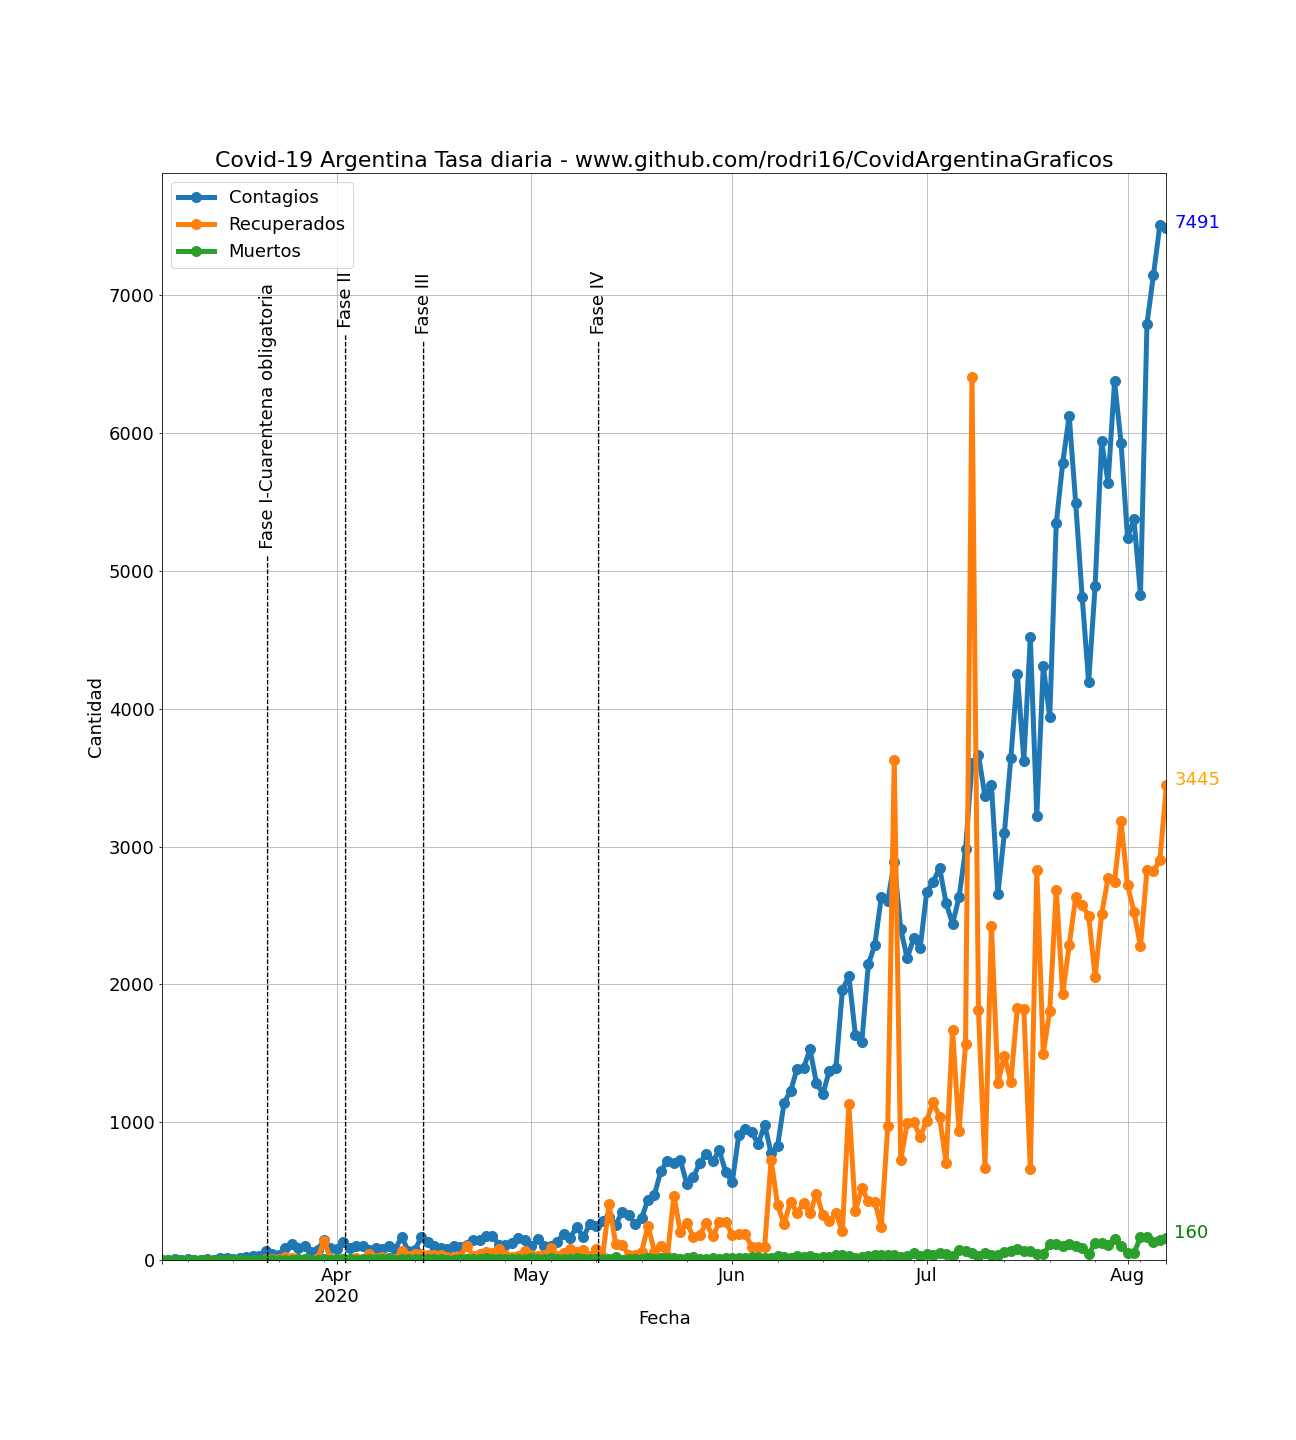 Covid-19 Argentina Tasa diaria - www.github.com/rodri16/CovidArgentinaGraficos
Contagios
Recuperados
Muertos
Fase I-Cuarentena obligatoria
Fase II
Fase III
Fase IV
7491
3445
160
7000
6000
5000
4000
3000
2000
1000
0
Cantidad
Apr
2020
May
Jun
Jul
Aug
Fecha